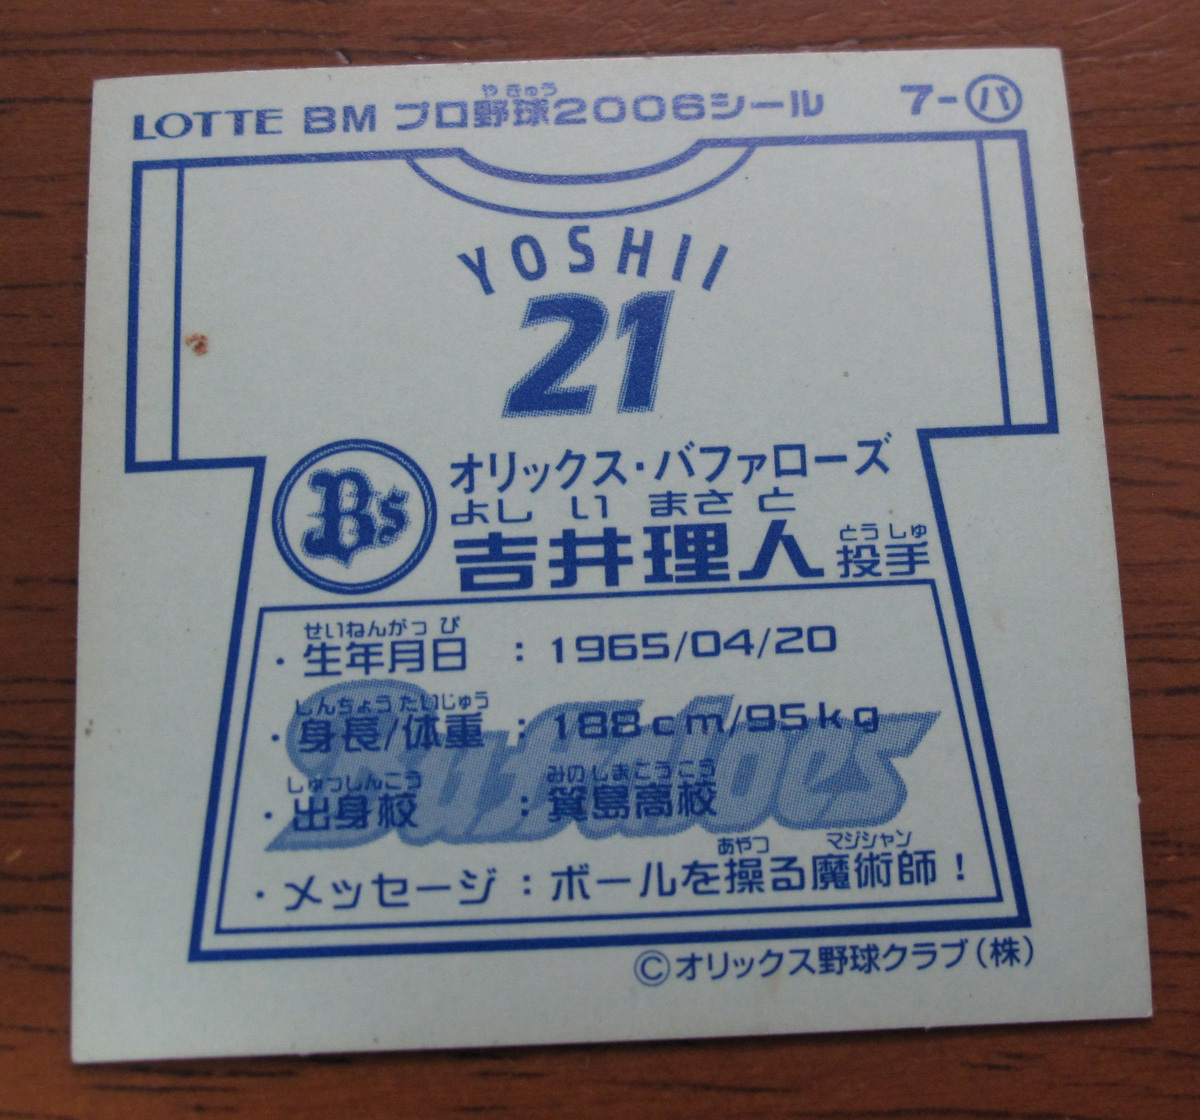 やきゅう
LOTTE BM プロ野球2006シール 7-パ
YOSHII
21
Bs
オリックス・バファローズ
よし い まさ と とう しゅ
吉井理人 投手
せいねんがっ ぴ
・生年月日 : 1965/04/20
しんちょう たいじゅう
・身長/体重 : 188cm/95kg
Buffaloes
しゅっしんこう みのしまこうこう
・出身校 : 箕島高校
あやつ マジシャン
・メッセージ : ボールを操る魔術師!
©オリックス野球クラブ(株)